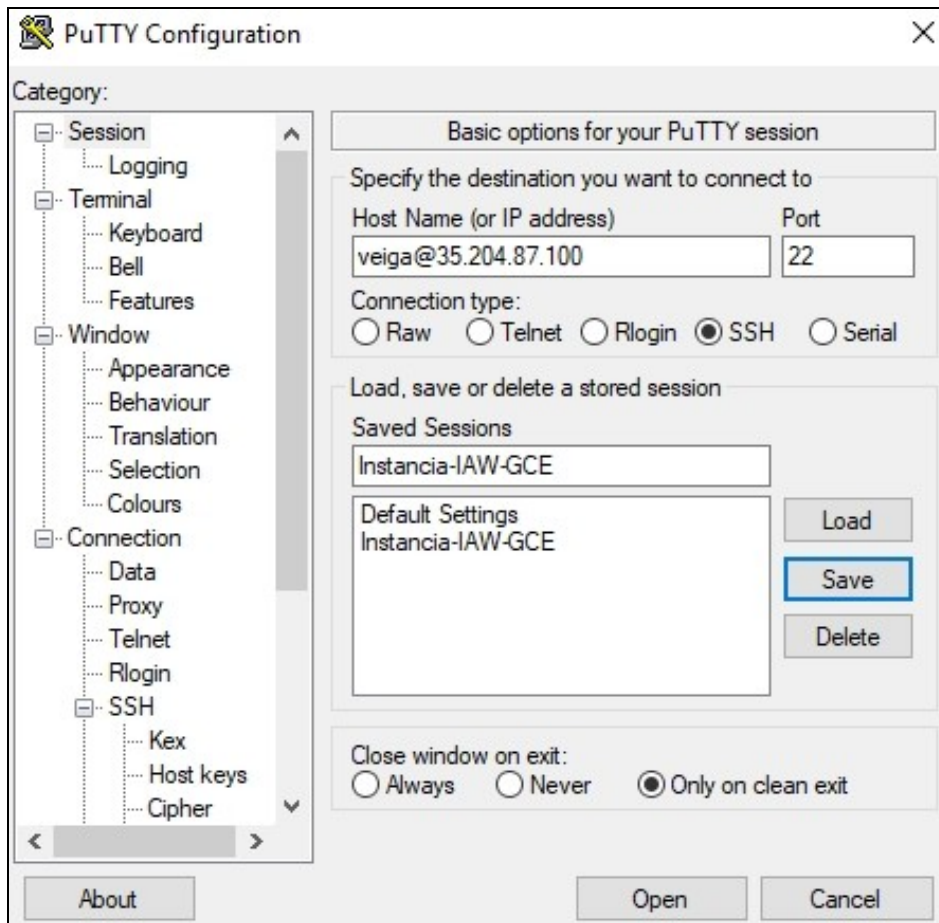 PuTTY Configuration
Category:
Session
Logging
Terminal
Keyboard
Bell
Features
Window
Appearance
Behaviour
Translation
Selection
Colours
Connection
Data
Proxy
Telnet
Rlogin
SSH
Kex
Host keys
Cipher
Basic options for your PuTTY session
Specify the destination you want to connect to
Host Name (or IP address) Port
veiga@35.204.87.100 22
Connection type:
Raw Telnet Rlogin SSH Serial
Load, save or delete a stored session
Saved Sessions
Instancia-IAW-GCE
Default Settings
Instancia-IAW-GCE
Load
Save
Delete
Close window on exit:
Always Never Only on clean exit
About Open Cancel